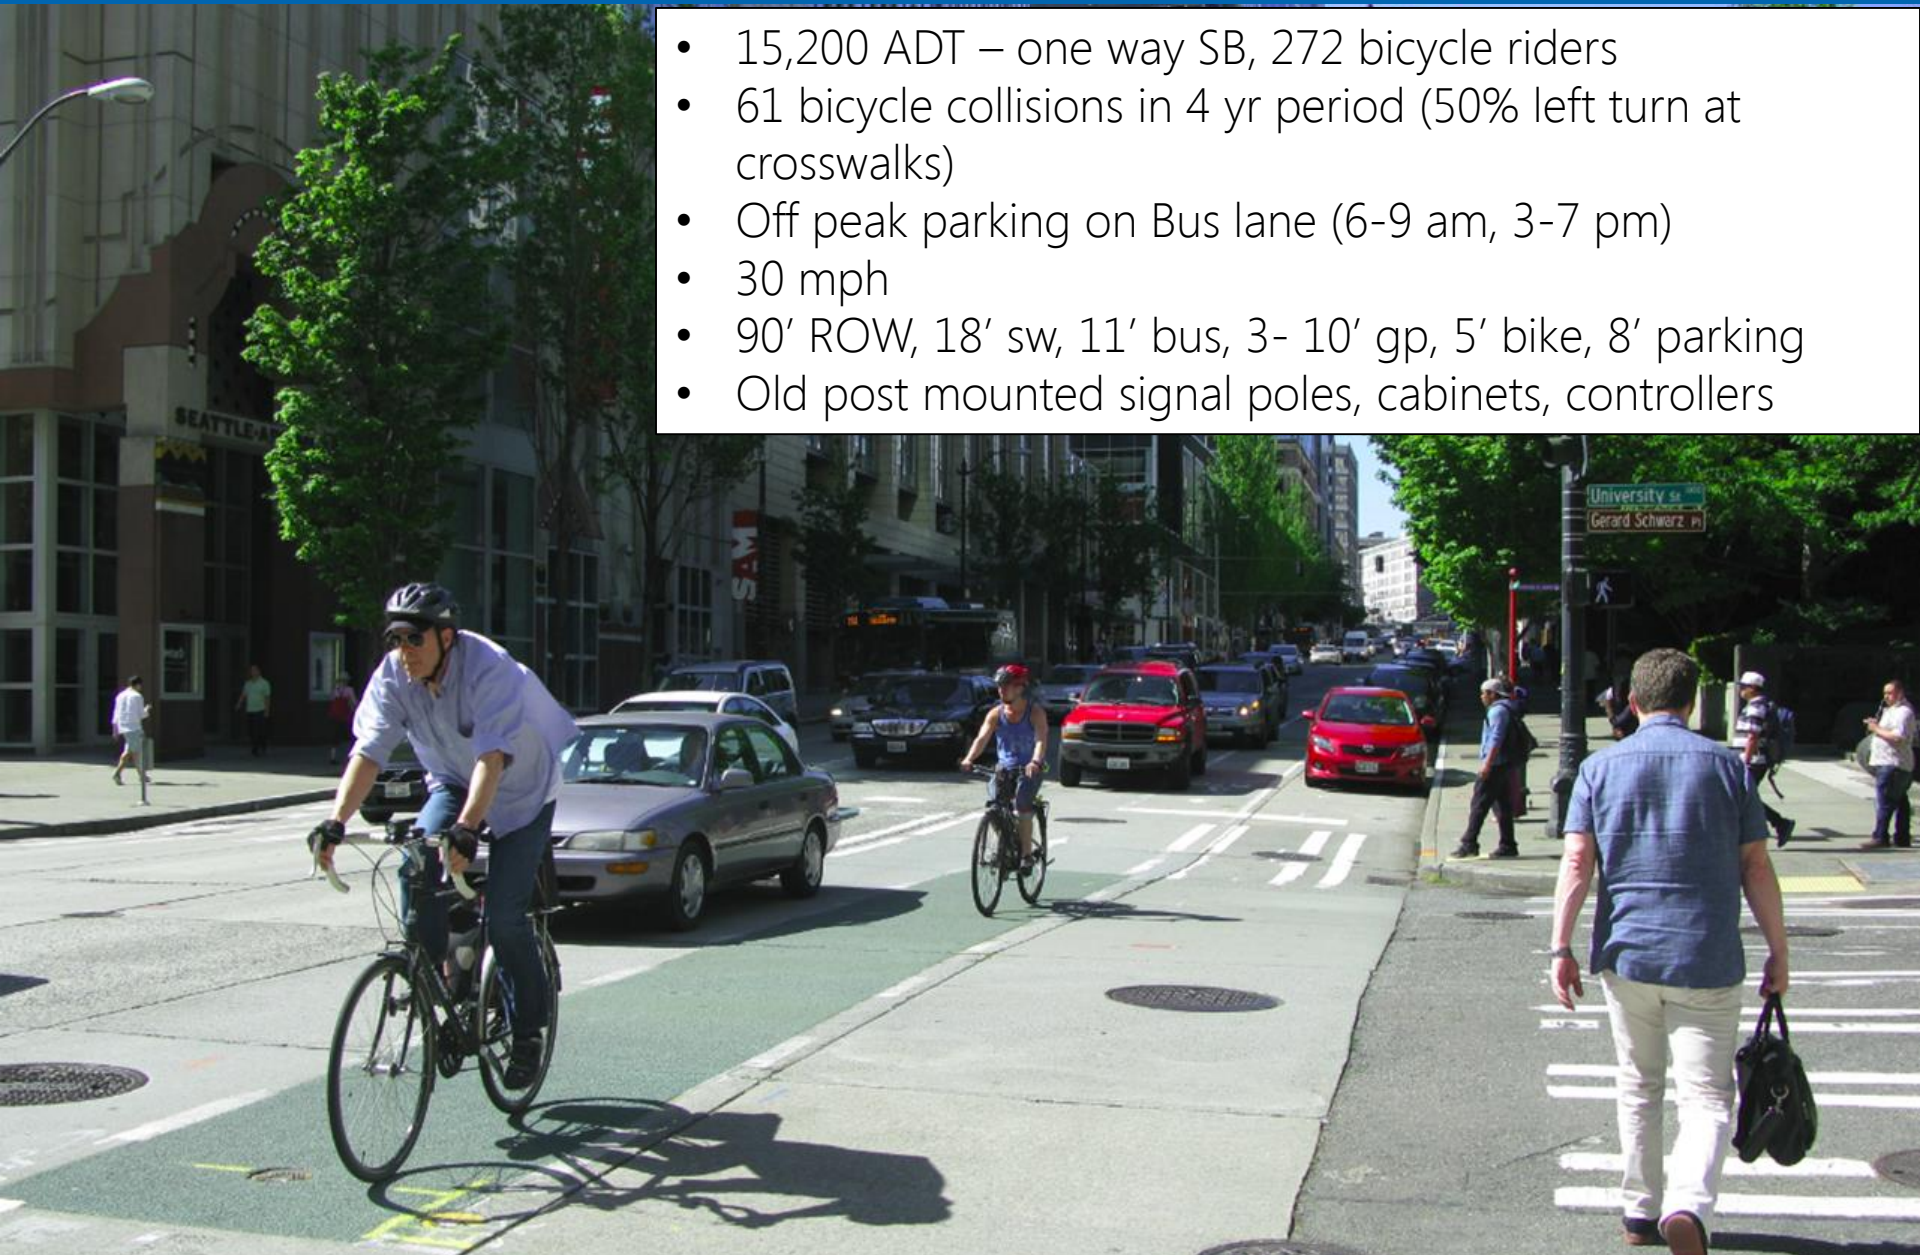 • 15,200 ADT – one way SB, 272 bicycle riders
• 61 bicycle collisions in 4 yr period (50% left turn at
crosswalks)
• Off peak parking on Bus lane (6-9 am, 3-7 pm)
• 30 mph
• 90’ ROW, 18’ sw, 11’ bus, 3- 10’ gp, 5’ bike, 8’ parking
• Old post mounted signal poles, cabinets, controllers
SEATTLE
University St
Gerard Schwarz Pl
SAM